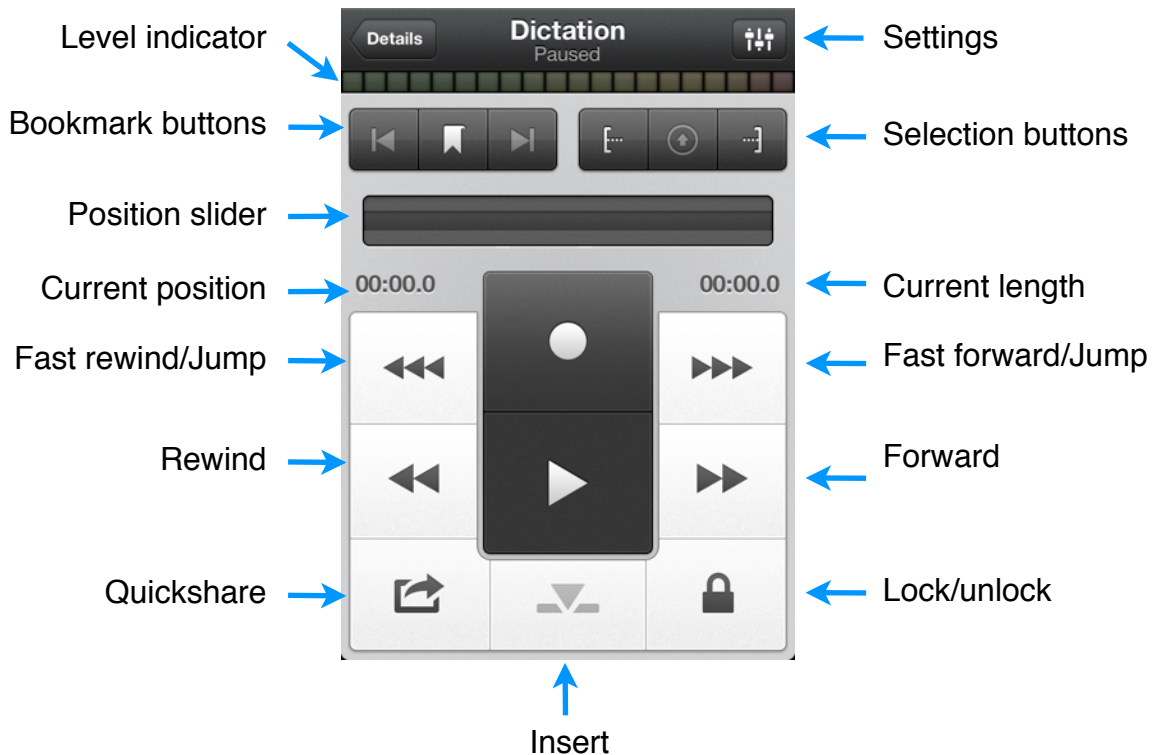 Level indicator
Details
Dictation
Paused
Settings
Bookmark buttons
Selection buttons
Position slider
Current position
00:00.0
00:00.0
Current length
Fast rewind/Jump
Fast forward/Jump
Rewind
Forward
Quickshare
Lock/unlock
Insert